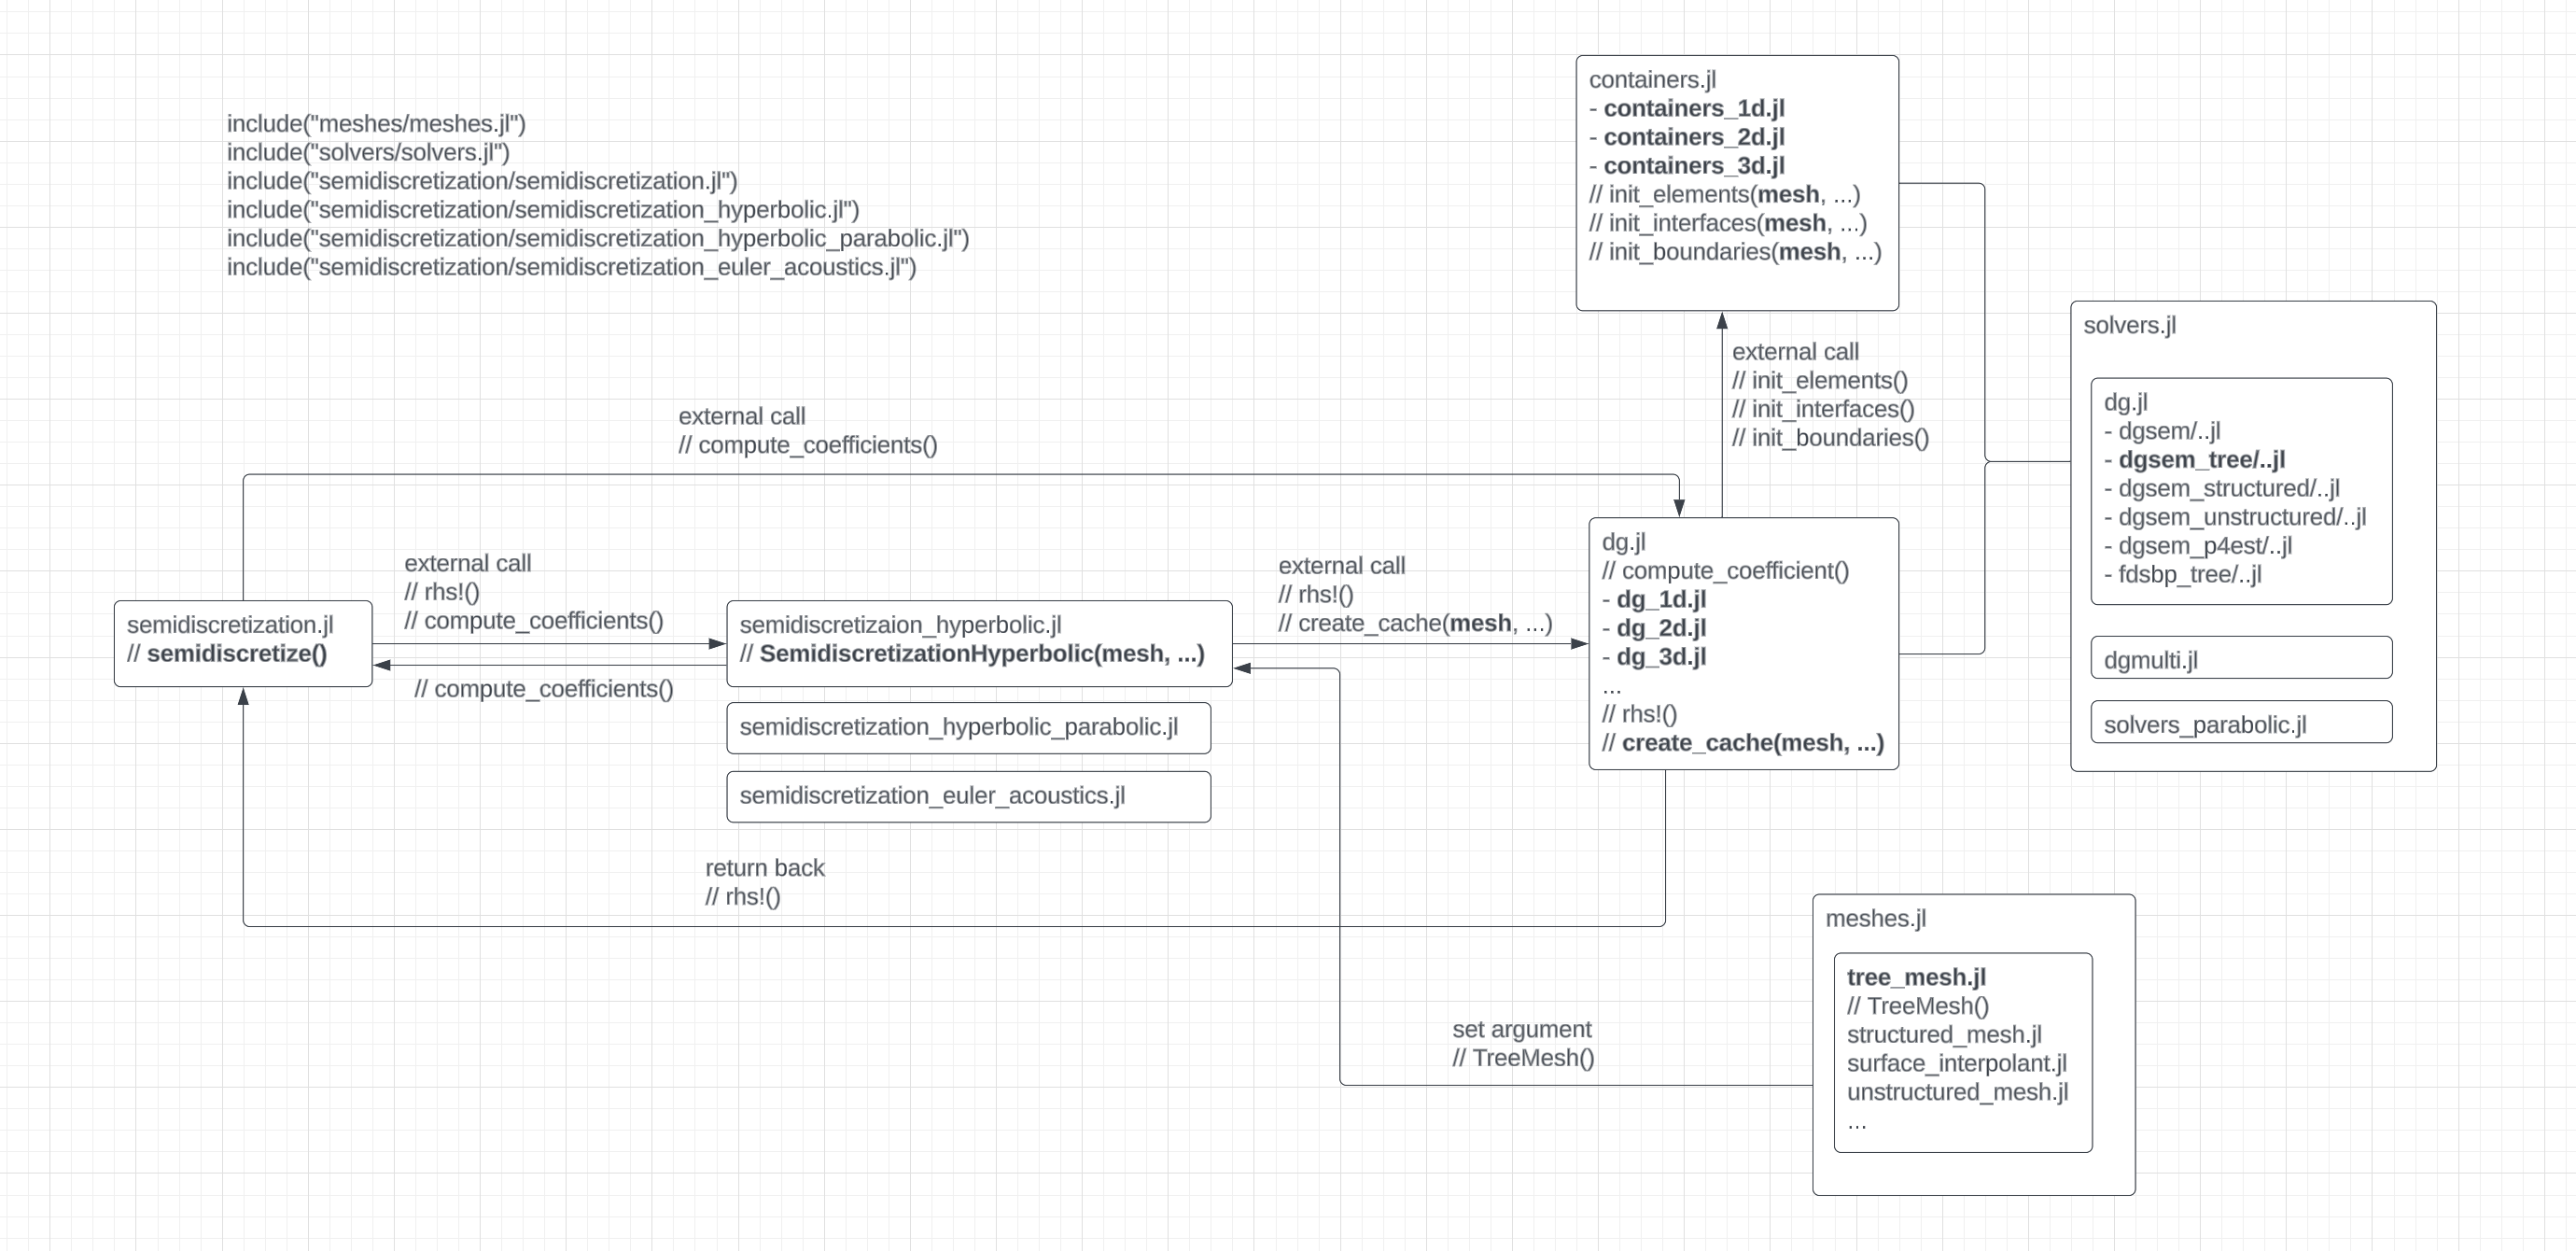 include("meshes/meshes.jl")
include("solvers/solvers.jl")
include("semidiscretization/semidiscretization.jl")
include("semidiscretization/semidiscretization_hyperbolic.jl")
include("semidiscretization/semidiscretization_hyperbolic_parabolic.jl")
include("semidiscretization/semidiscretization_euler_acoustics.jl")
containers.jl
- containers_1d.jl
- containers_2d.jl
- containers_3d.jl
// init_elements(mesh, ...)
// init_interfaces(mesh, ...)
// init_boundaries(mesh, ...)
external call
// init_elements()
// init_interfaces()
// init_boundaries()
solvers.jl
dg.jl
- dgsem/..jl
- dgsem_tree/..jl
- dgsem_structured/..jl
- dgsem_unstructured/..jl
- dgsem_p4est/..jl
- fdsbp_tree/..jl
dgmulti.jl
solvers_parabolic.jl
external call
// compute_coefficients()
semidiscretization.jl
// semidiscretize()
external call
// rhs!()
// compute_coefficients()
// compute_coefficients()
semidiscretizaion_hyperbolic.jl
// SemidiscretizationHyperbolic(mesh, ...)
semidiscretization_hyperbolic_parabolic.jl
semidiscretization_euler_acoustics.jl
external call
// rhs!()
// create_cache(mesh, ...)
dg.jl
// compute_coefficient()
- dg_1d.jl
- dg_2d.jl
- dg_3d.jl
...
// rhs!()
// create_cache(mesh, ...)
return back
// rhs!()
set argument
// TreeMesh()
meshes.jl
tree_mesh.jl
// TreeMesh()
structured_mesh.jl
surface_interpolant.jl
unstructured_mesh.jl
...